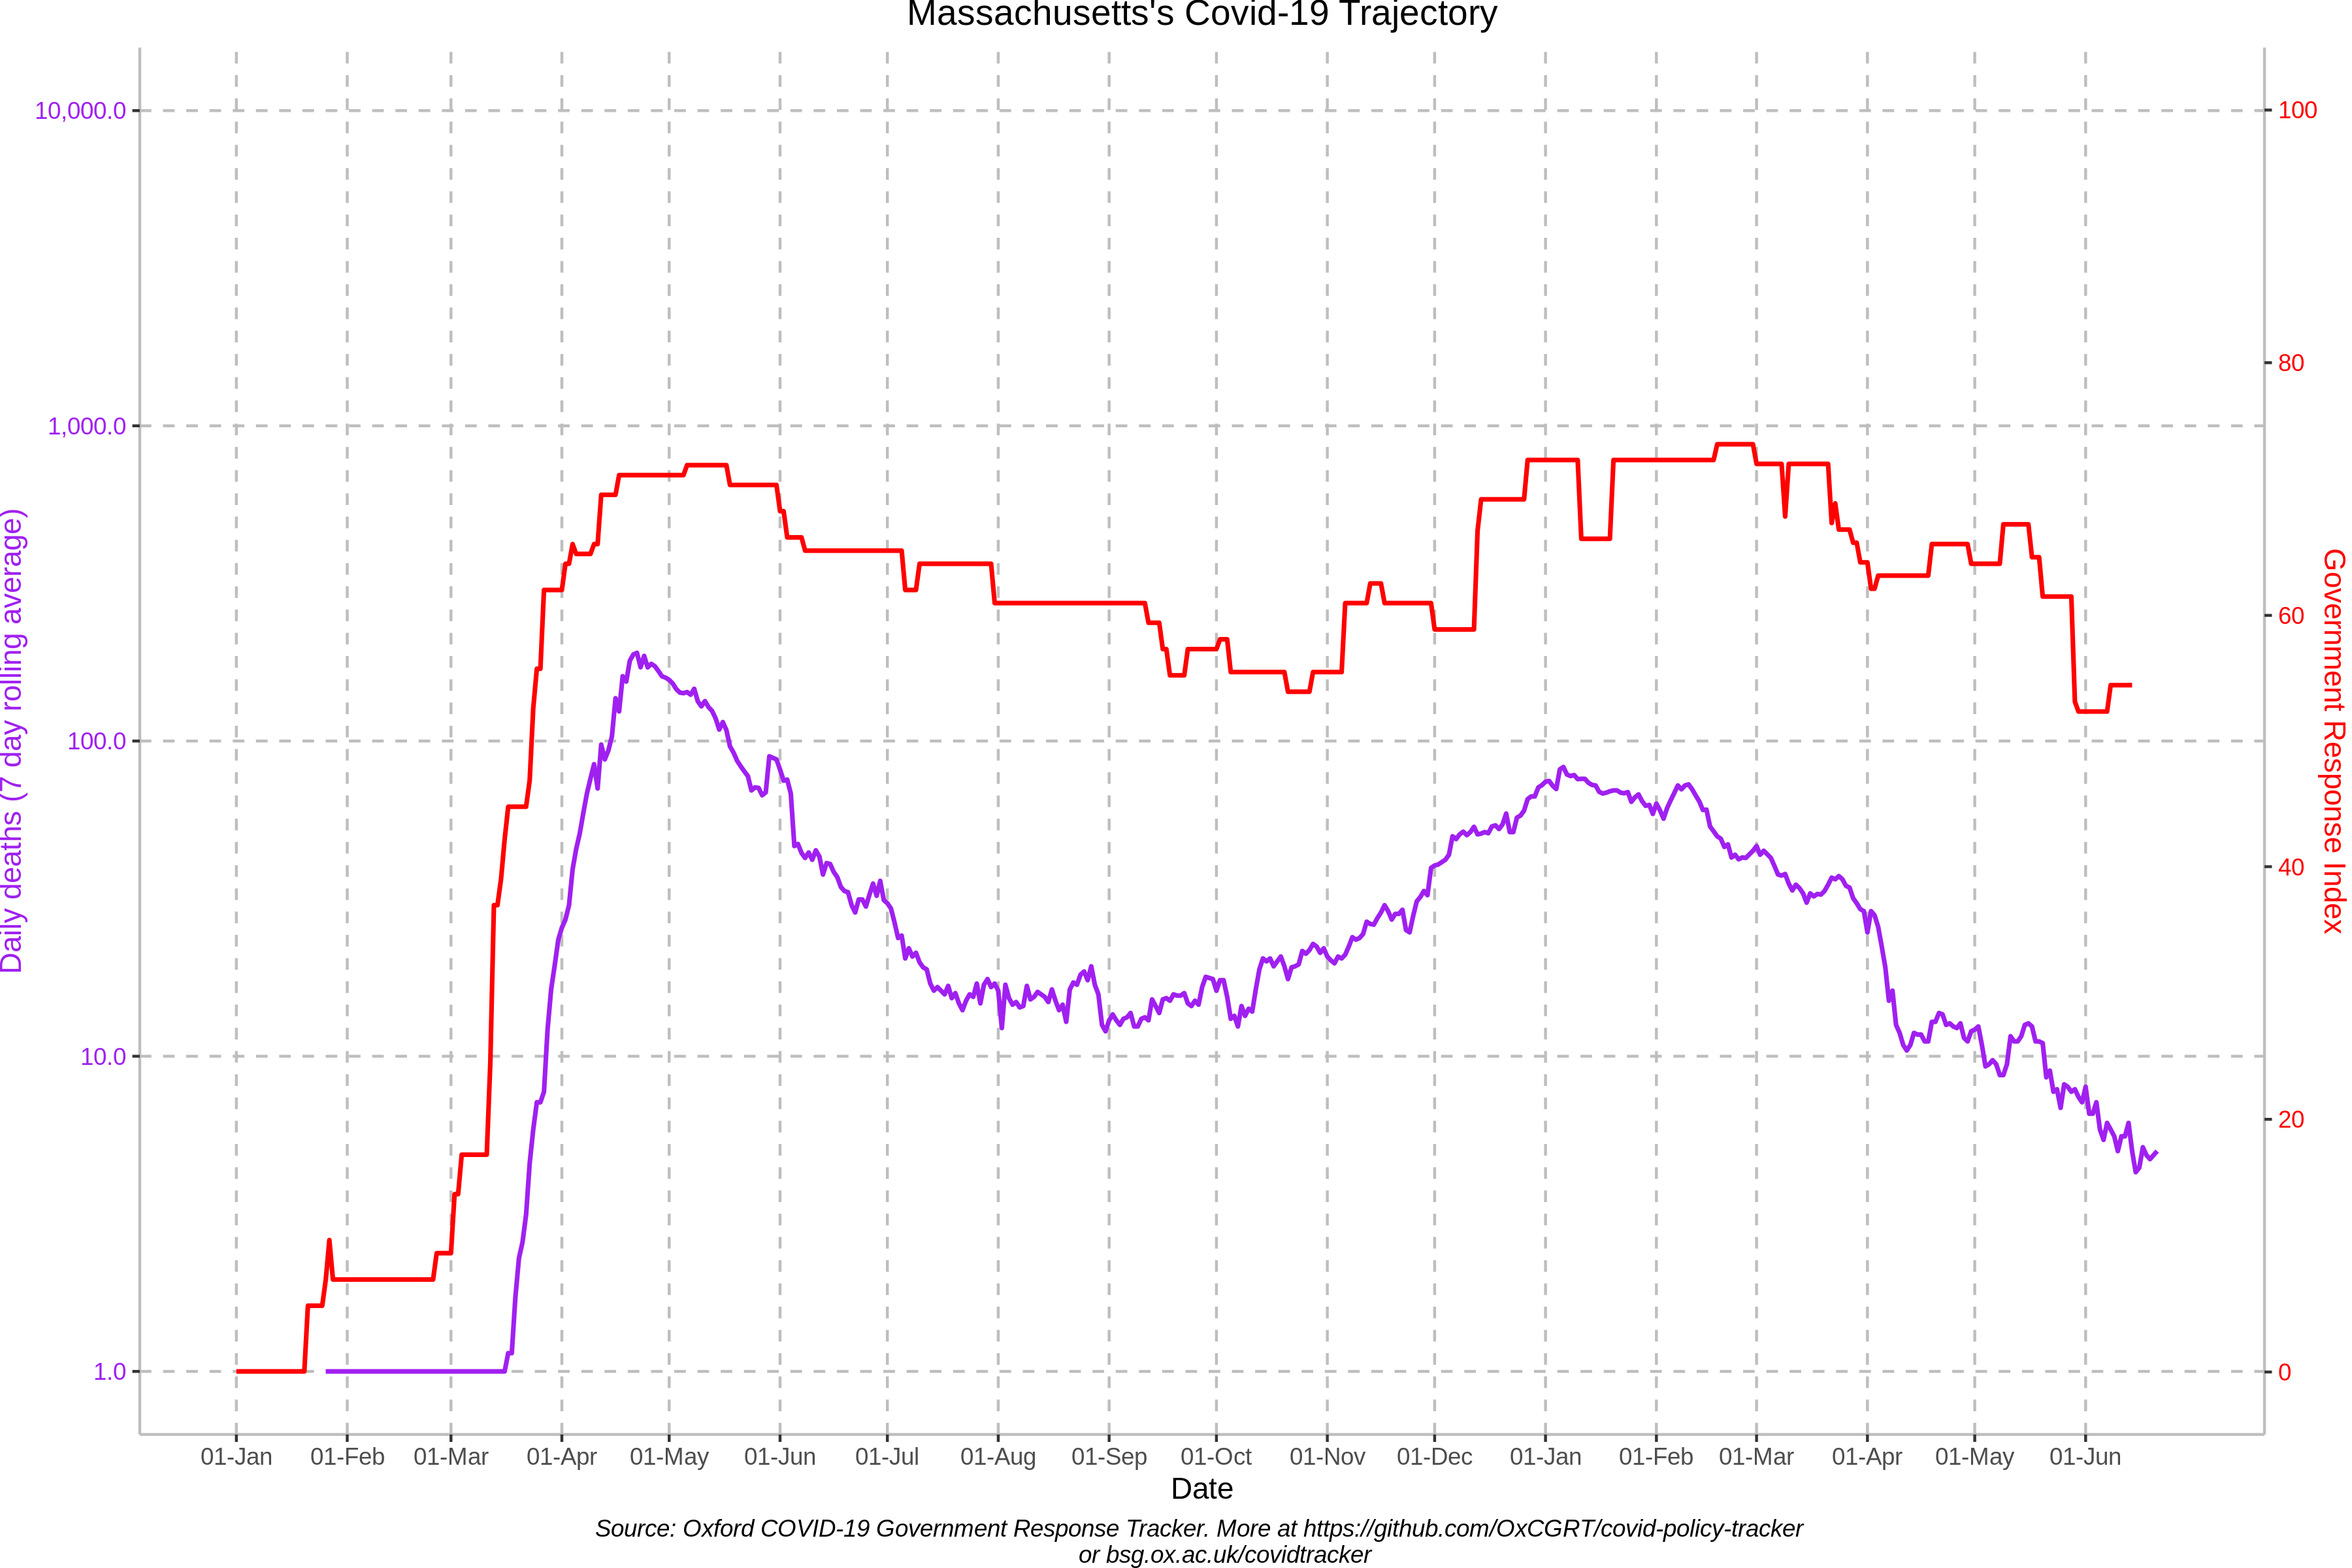 Massachusetts's Covid-19 Trajectory
10,000.0
1,000.0
100.0
10.0
1.0
Daily deaths (7 day rolling average)
100
80
60
40
20
0
Government Response Index
01-Jan 01-Feb 01-Mar 01-Apr 01-May 01-Jun 01-Jul 01-Aug 01-Sep 01-Oct 01-Nov 01-Dec 01-Jan 01-Feb 01-Mar 01-Apr 01-May 01-Jun
Date
Source: Oxford COVID-19 Government Response Tracker. More at https://github.com/OxCGRT/covid-policy-tracker
or bsg.ox.ac.uk/covidtracker